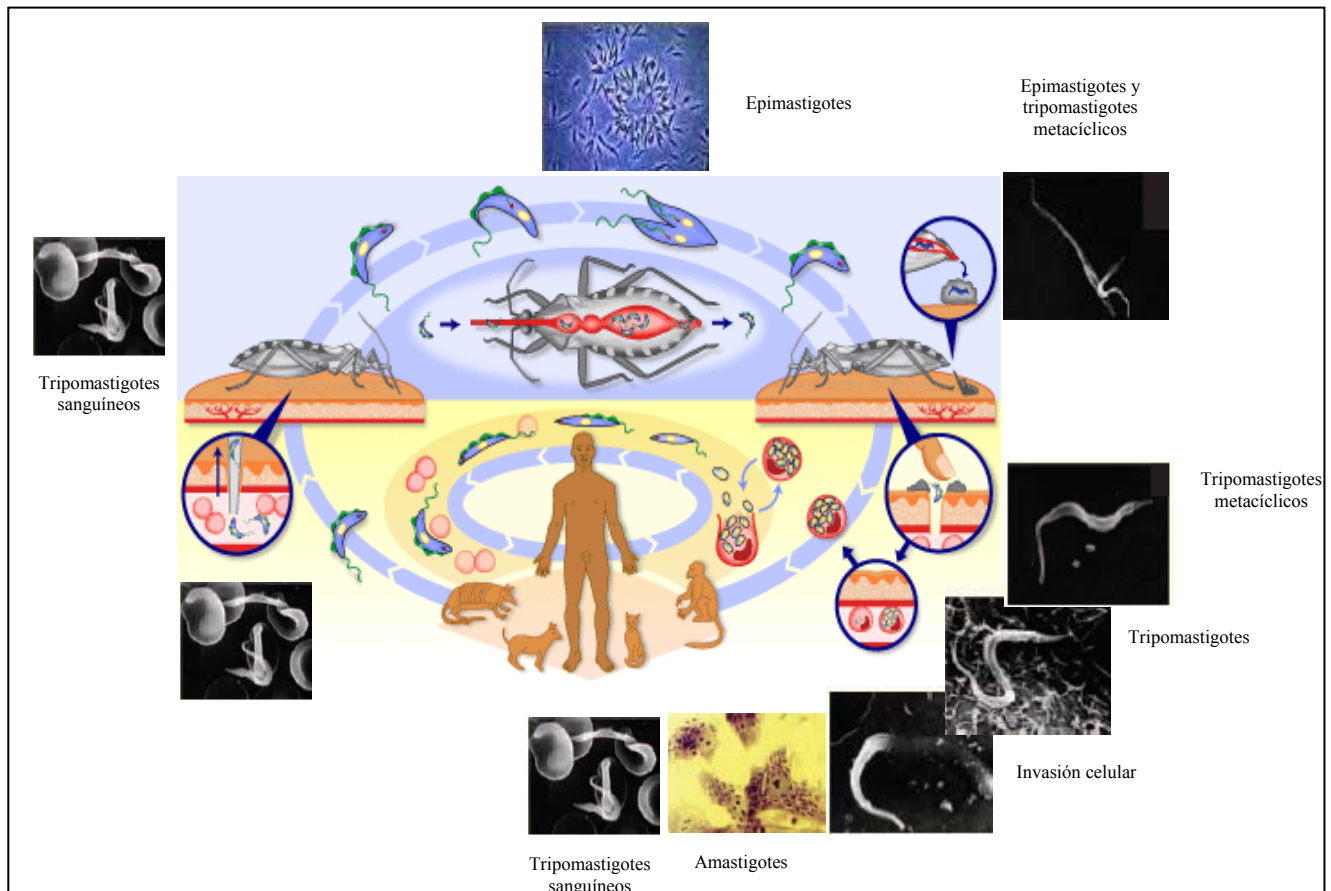 Epimastigotes
Epimastigotes y
tripomastigotes
metacíclicos
Tripomastigotes
sanguíneos
Tripomastigotes
metacíclicos
Tripomastigotes
Invasión celular
Amastigotes
Tripomastigotes
sanguíneos